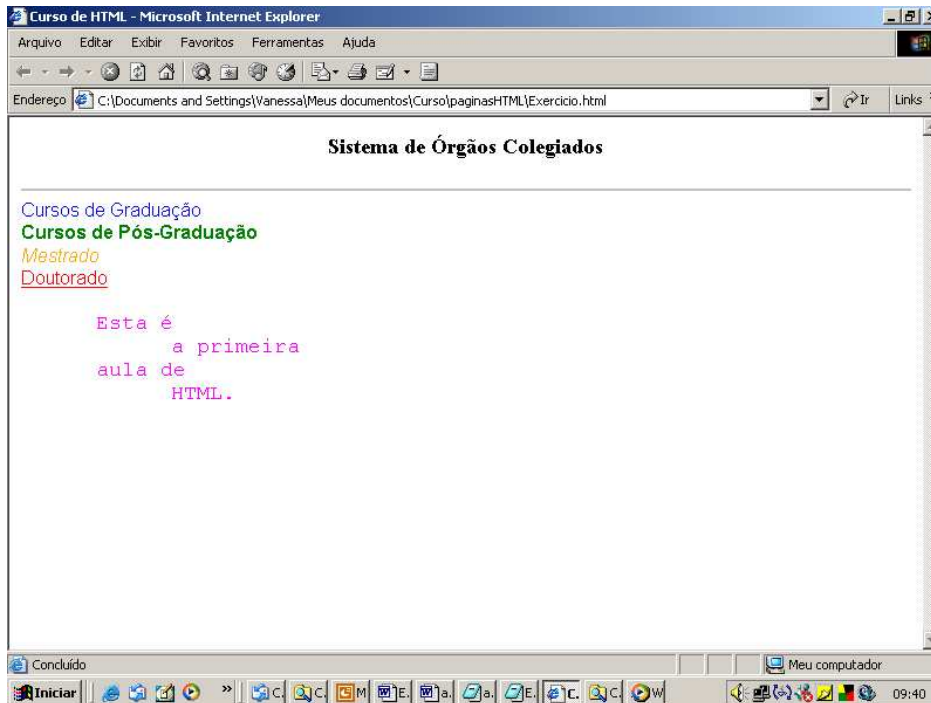 Curso de HTML - Microsoft Internet Explorer
Arquivo Editar Exibir Favoritos Ferramentas Ajuda
Endereço C:\Documents and Settings\Vanessa\Meus documentos\Curso\paginasHTML\Exercicio.html Ir Links
Sistema de Órgãos Colegiados
Cursos de Graduação
Cursos de Pós-Graduação
Mestrado
Doutorado
Esta é
a primeira
aula de
HTML.
Concluído Meu computador
Iniciar » C. C. M E. a. a. E. C. C. W 09:40